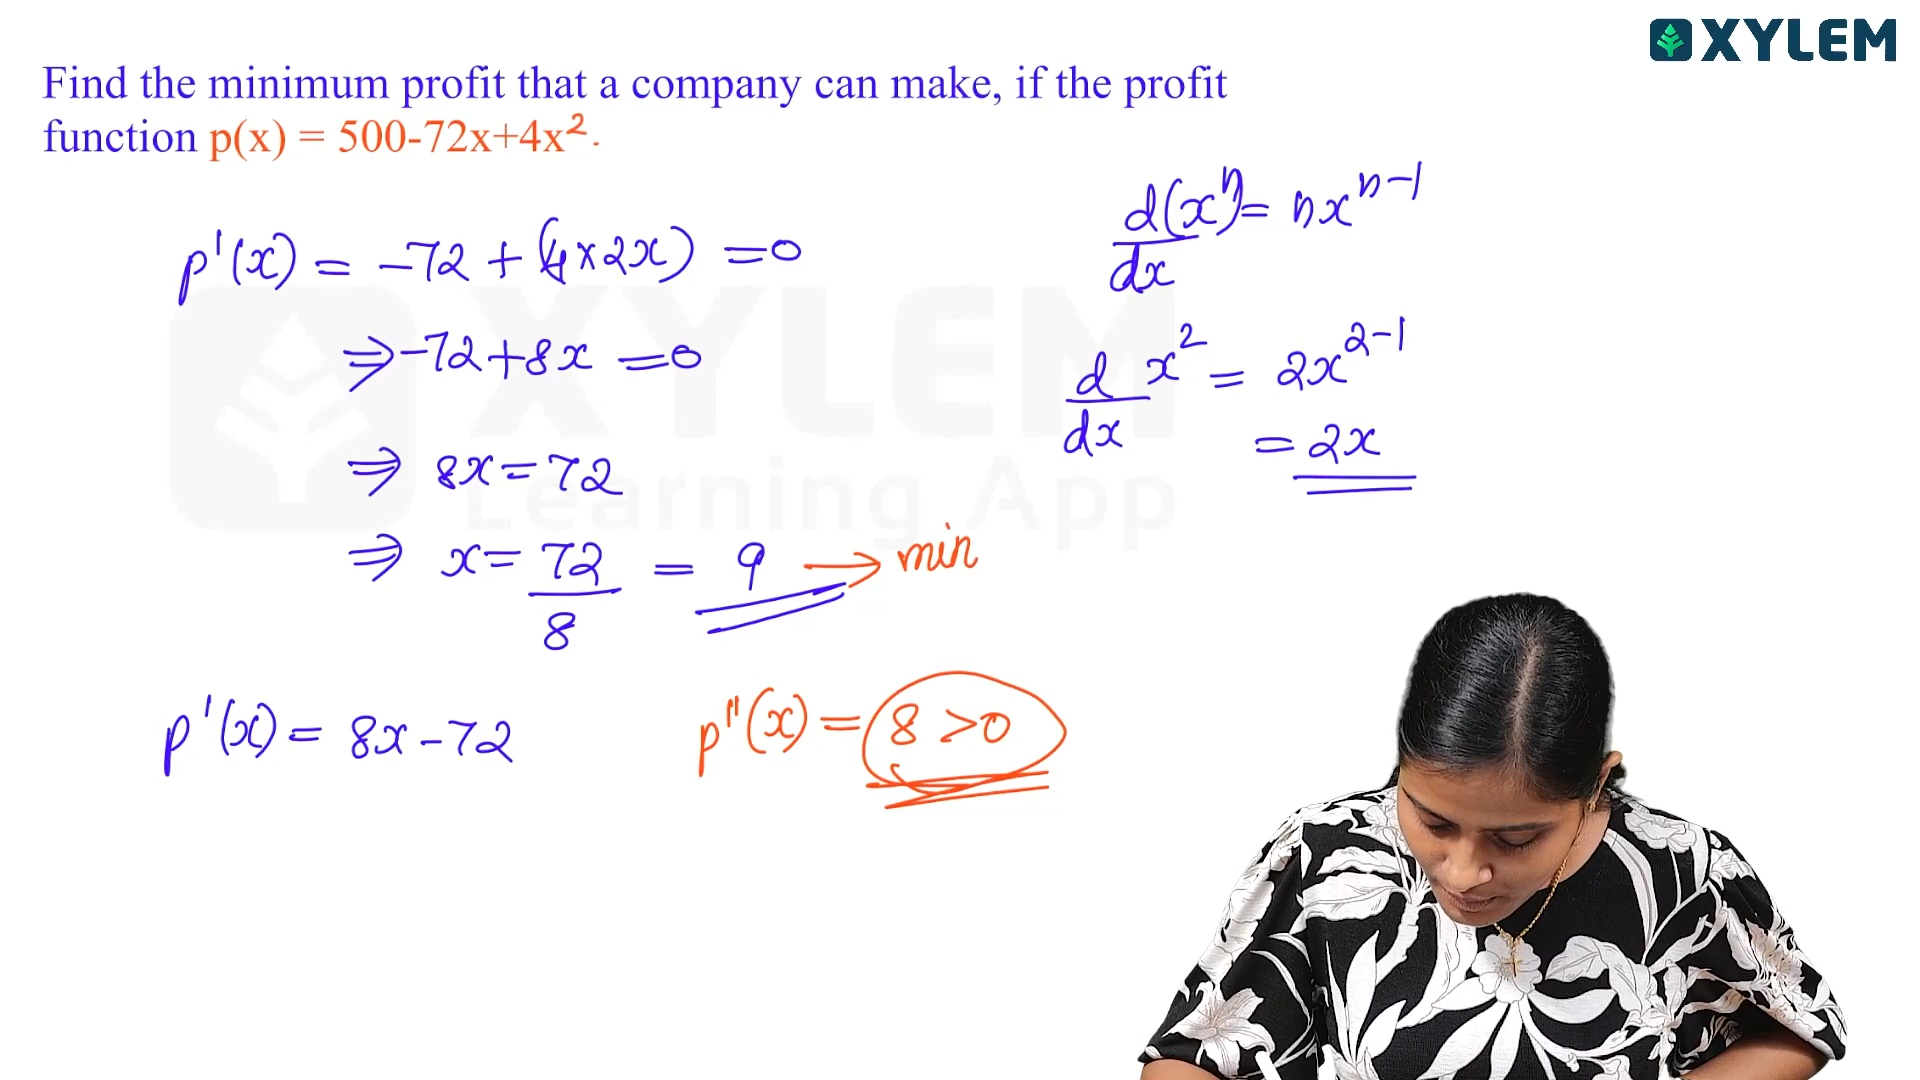 XYLEM
Find the minimum profit that a company can make, if the profit
function p(x) = 500-72x+4x².
p'(x) = -72 + (4×2x) =0
⇒ -72+8x =0
⇒ 8x=72
⇒ x= 72/8 = 9 → min
p'(x)= 8x-72
p''(x)= 8 >0
d(xⁿ)/dx = nxⁿ⁻¹
d/dx x² = 2x²⁻¹
= 2x
XYLEM
Learning App